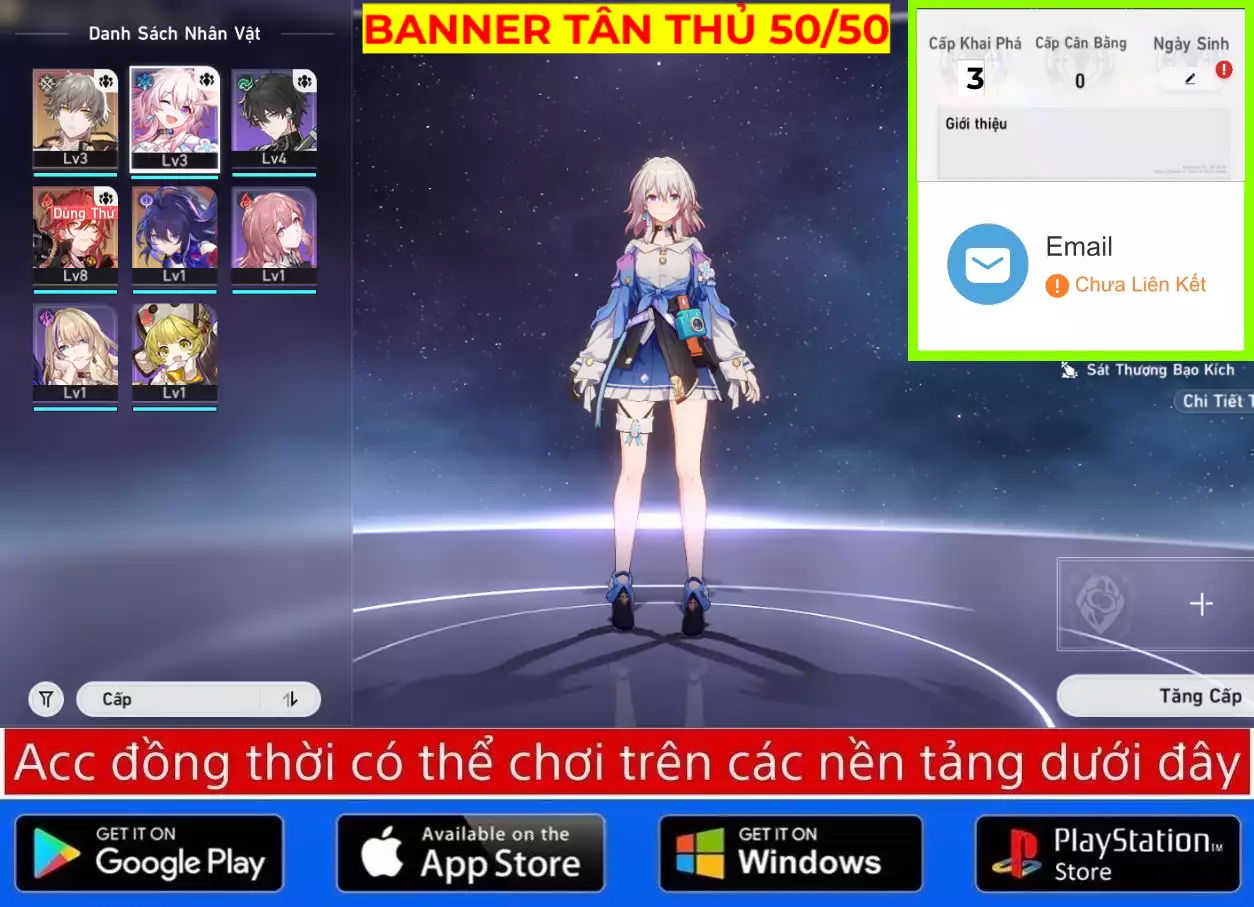 Danh Sách Nhân Vật
BANNER TÂN THỦ 50/50
Cấp Khai Phá
Cấp Cân Bằng
Ngày Sinh
3
0
Giới thiệu
Lv3
Lv3
Lv4
Dùng Thử
Lv8
Lv1
Lv1
Lv1
Lv1
Email
Chưa Liên Kết
Sát Thương Bạo Kích
Chi Tiết T
Cấp
Tăng Cấp
Acc đồng thời có thể chơi trên các nền tảng dưới đây
GET IT ON
Google Play
Available on the
App Store
GET IT ON
Windows
PlayStation™
Store